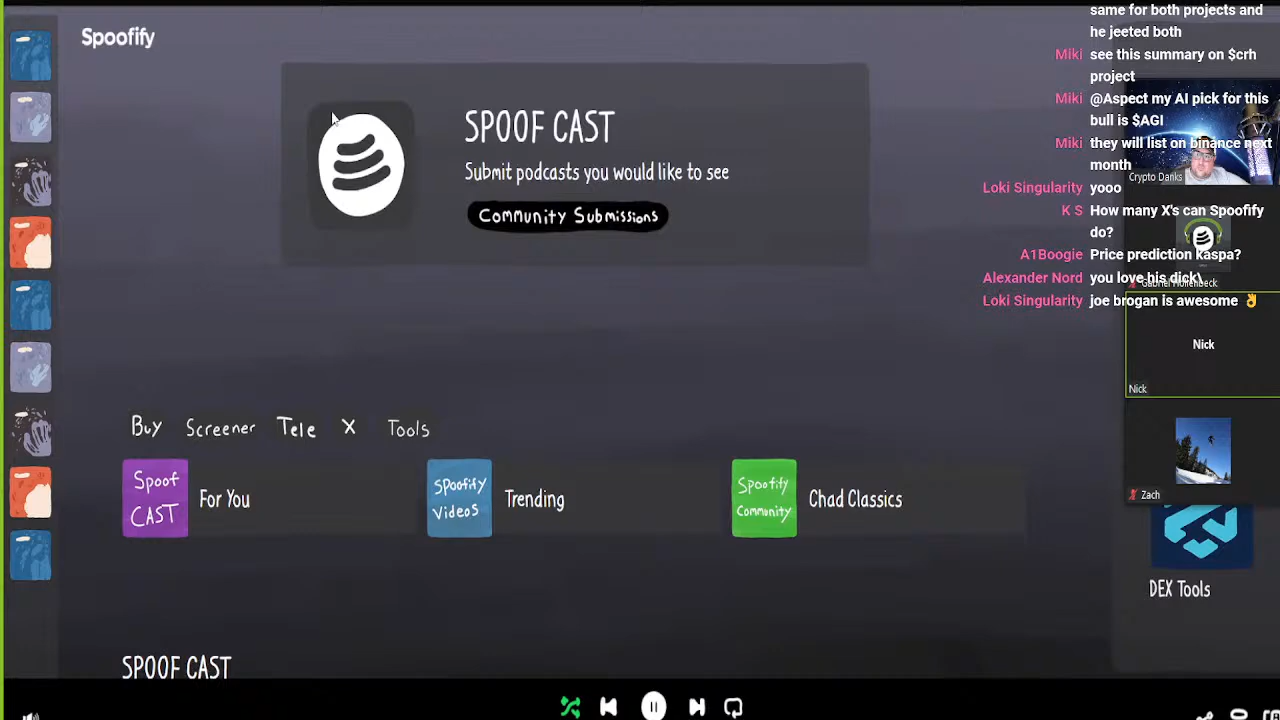 Spoofify
SPOOF CAST
Submit podcasts you would like to see
Community Submissions
Buy
Screener
Tele
X
Tools
Spoof
CAST
For You
Spoofify
Videos
Trending
Spootify
Community
Chad Classics
SPOOF CAST
same for both projects and
he jeeted both
Miki see this summary on $crh
project
Miki @Aspect my AI pick for this
bull is $AGI
Miki they will list on binance next
month
Loki Singularity yooo
K S How many X's can Spoofify
do?
A1Boogie Price prediction kaspa?
Alexander Nord you love his dick\
Loki Singularity joe brogan is awesome 👌
Crypto Danks
Gabriel Hollenbeck
Nick
Nick
Zach
DEX Tools